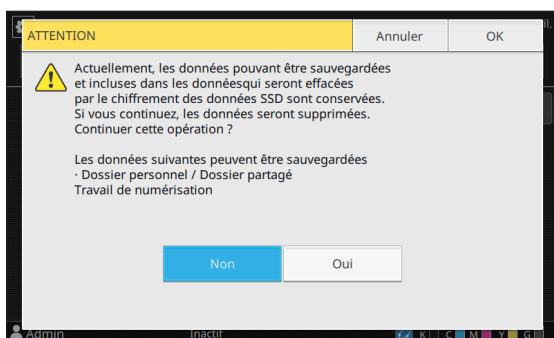 il.
ATTENTION
Annuler
OK
Actuellement, les données pouvant être sauvegardées
et incluses dans les donnéesqui seront effacées
par le chiffrement des données SSD sont conservées.
Si vous continuez, les données seront supprimées.
Continuer cette opération ?
Les données suivantes peuvent être sauvegardées
· Dossier personnel / Dossier partagé
Travail de numérisation
Non
Oui
Admin
Inactif
K C M Y G